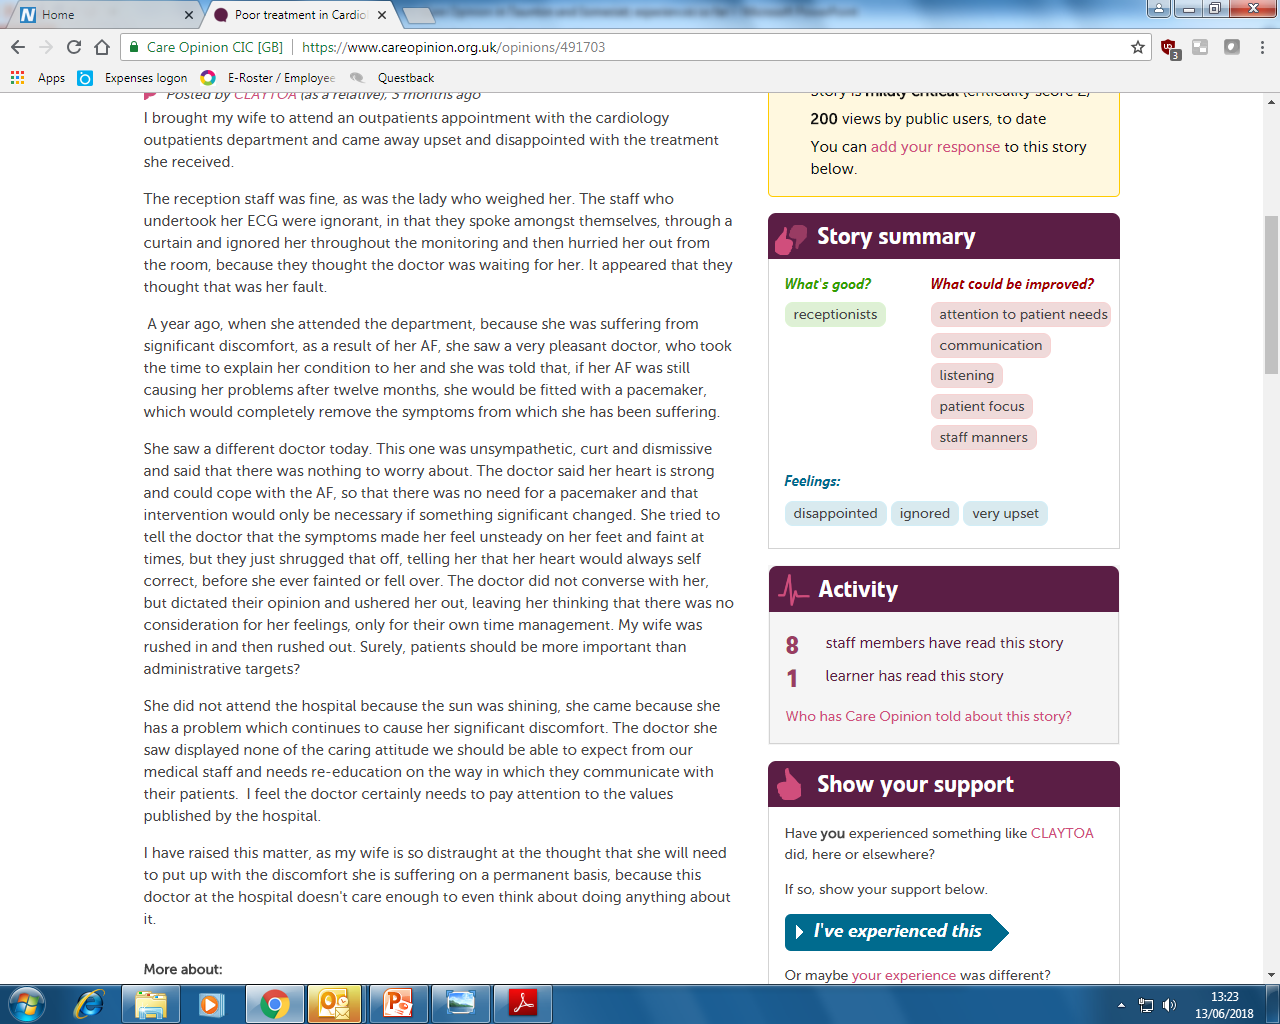 Home
Poor treatment in Cardiol
Care Opinion CIC [GB]
https://www.careopinion.org.uk/opinions/491703
3
Apps
Expenses logon
E-Roster / Employee
Questback
Posted by CLAYTOA (as a relative), 3 months ago
I brought my wife to attend an outpatients appointment with the cardiology
outpatients department and came away upset and disappointed with the treatment
she received.
The reception staff was fine, as was the lady who weighed her. The staff who
undertook her ECG were ignorant, in that they spoke amongst themselves, through a
curtain and ignored her throughout the monitoring and then hurried her out from
the room, because they thought the doctor was waiting for her. It appeared that they
thought that was her fault.
A year ago, when she attended the department, because she was suffering from
significant discomfort, as a result of her AF, she saw a very pleasant doctor, who took
the time to explain her condition to her and she was told that, if her AF was still
causing her problems after twelve months, she would be fitted with a pacemaker,
which would completely remove the symptoms from which she has been suffering.
She saw a different doctor today. This one was unsympathetic, curt and dismissive
and said that there was nothing to worry about. The doctor said her heart is strong
and could cope with the AF, so that there was no need for a pacemaker and that
intervention would only be necessary if something significant changed. She tried to
tell the doctor that the symptoms made her feel unsteady on her feet and faint at
times, but they just shrugged that off, telling her that her heart would always self
correct, before she ever fainted or fell over. The doctor did not converse with her,
but dictated their opinion and ushered her out, leaving her thinking that there was no
consideration for her feelings, only for their own time management. My wife was
rushed in and then rushed out. Surely, patients should be more important than
administrative targets?
She did not attend the hospital because the sun was shining, she came because she
has a problem which continues to cause her significant discomfort. The doctor she
saw displayed none of the caring attitude we should be able to expect from our
medical staff and needs re-education on the way in which they communicate with
their patients. I feel the doctor certainly needs to pay attention to the values
published by the hospital.
I have raised this matter, as my wife is so distraught at the thought that she will need
to put up with the discomfort she is suffering on a permanent basis, because this
doctor at the hospital doesn't care enough to even think about doing anything about
it.
More about:
Story is mildly critical (criticality score 2)
200 views by public users, to date
You can add your response to this story
below.
Story summary
What's good?
receptionists
What could be improved?
attention to patient needs
communication
listening
patient focus
staff manners
Feelings:
disappointed ignored very upset
Activity
8 staff members have read this story
1 learner has read this story
Who has Care Opinion told about this story?
Show your support
Have you experienced something like CLAYTOA
did, here or elsewhere?
If so, show your support below.
I've experienced this
Or maybe your experience was different?
13:23
13/06/2018